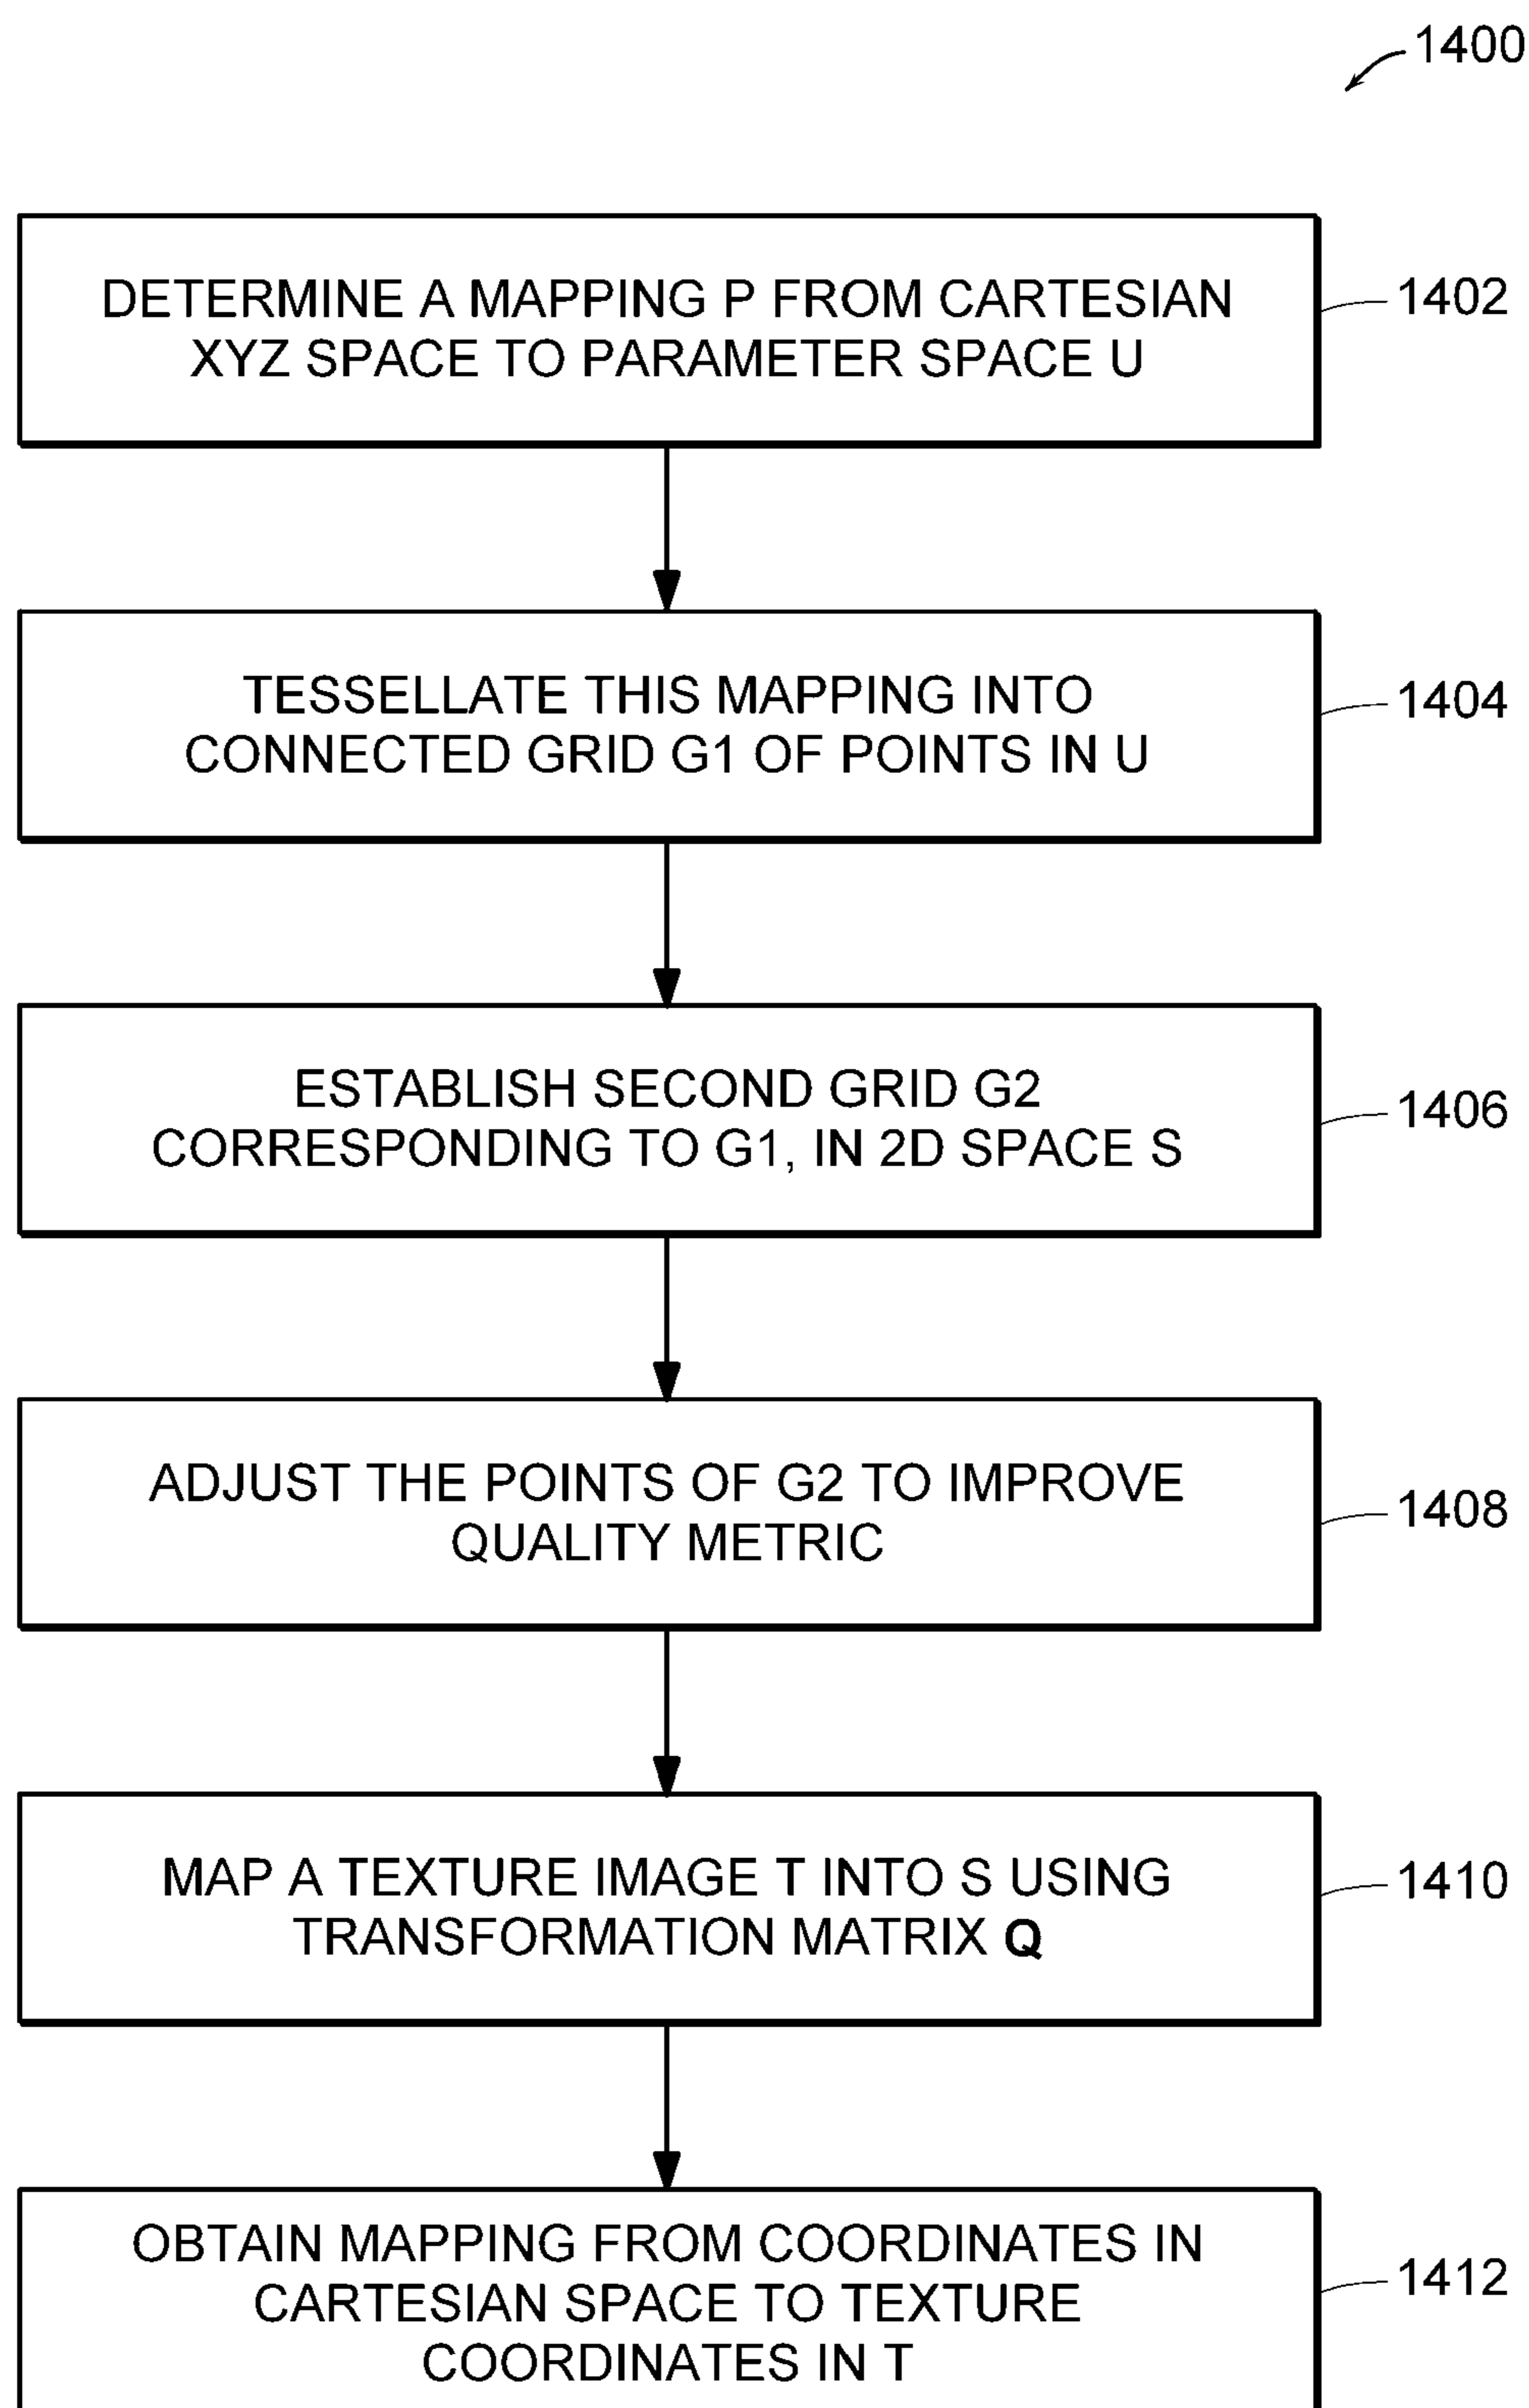 1400
DETERMINE A MAPPING P FROM CARTESIAN
XYZ SPACE TO PARAMETER SPACE U
1402
TESSELLATE THIS MAPPING INTO
CONNECTED GRID G1 OF POINTS IN U
1404
ESTABLISH SECOND GRID G2
CORRESPONDING TO G1, IN 2D SPACE S
1406
ADJUST THE POINTS OF G2 TO IMPROVE
QUALITY METRIC
1408
MAP A TEXTURE IMAGE T INTO S USING
TRANSFORMATION MATRIX Q
1410
OBTAIN MAPPING FROM COORDINATES IN
CARTESIAN SPACE TO TEXTURE
COORDINATES IN T
1412